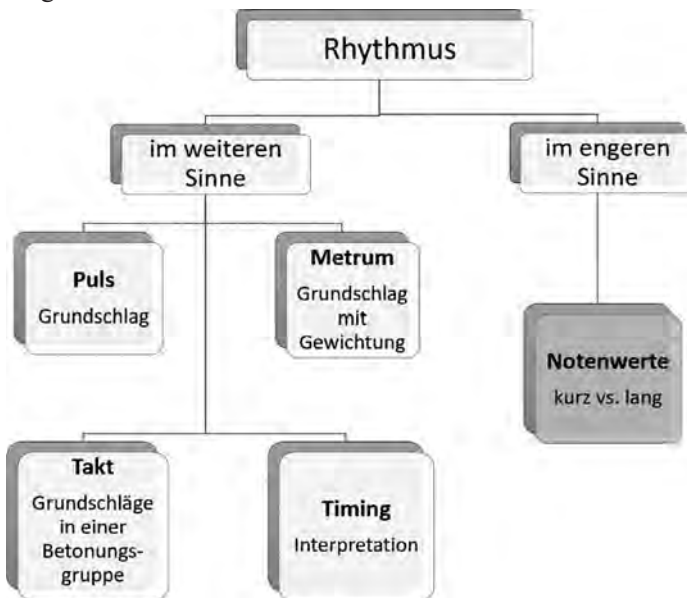 Rhythmus
im weiteren
Sinne
im engeren
Sinne
Puls
Grundschlag
Metrum
Grundschlag
mit
Gewichtung
Notenwerte
kurz vs. lang
Takt
Grundschläge
in einer
Betonungs-
gruppe
Timing
Interpretation